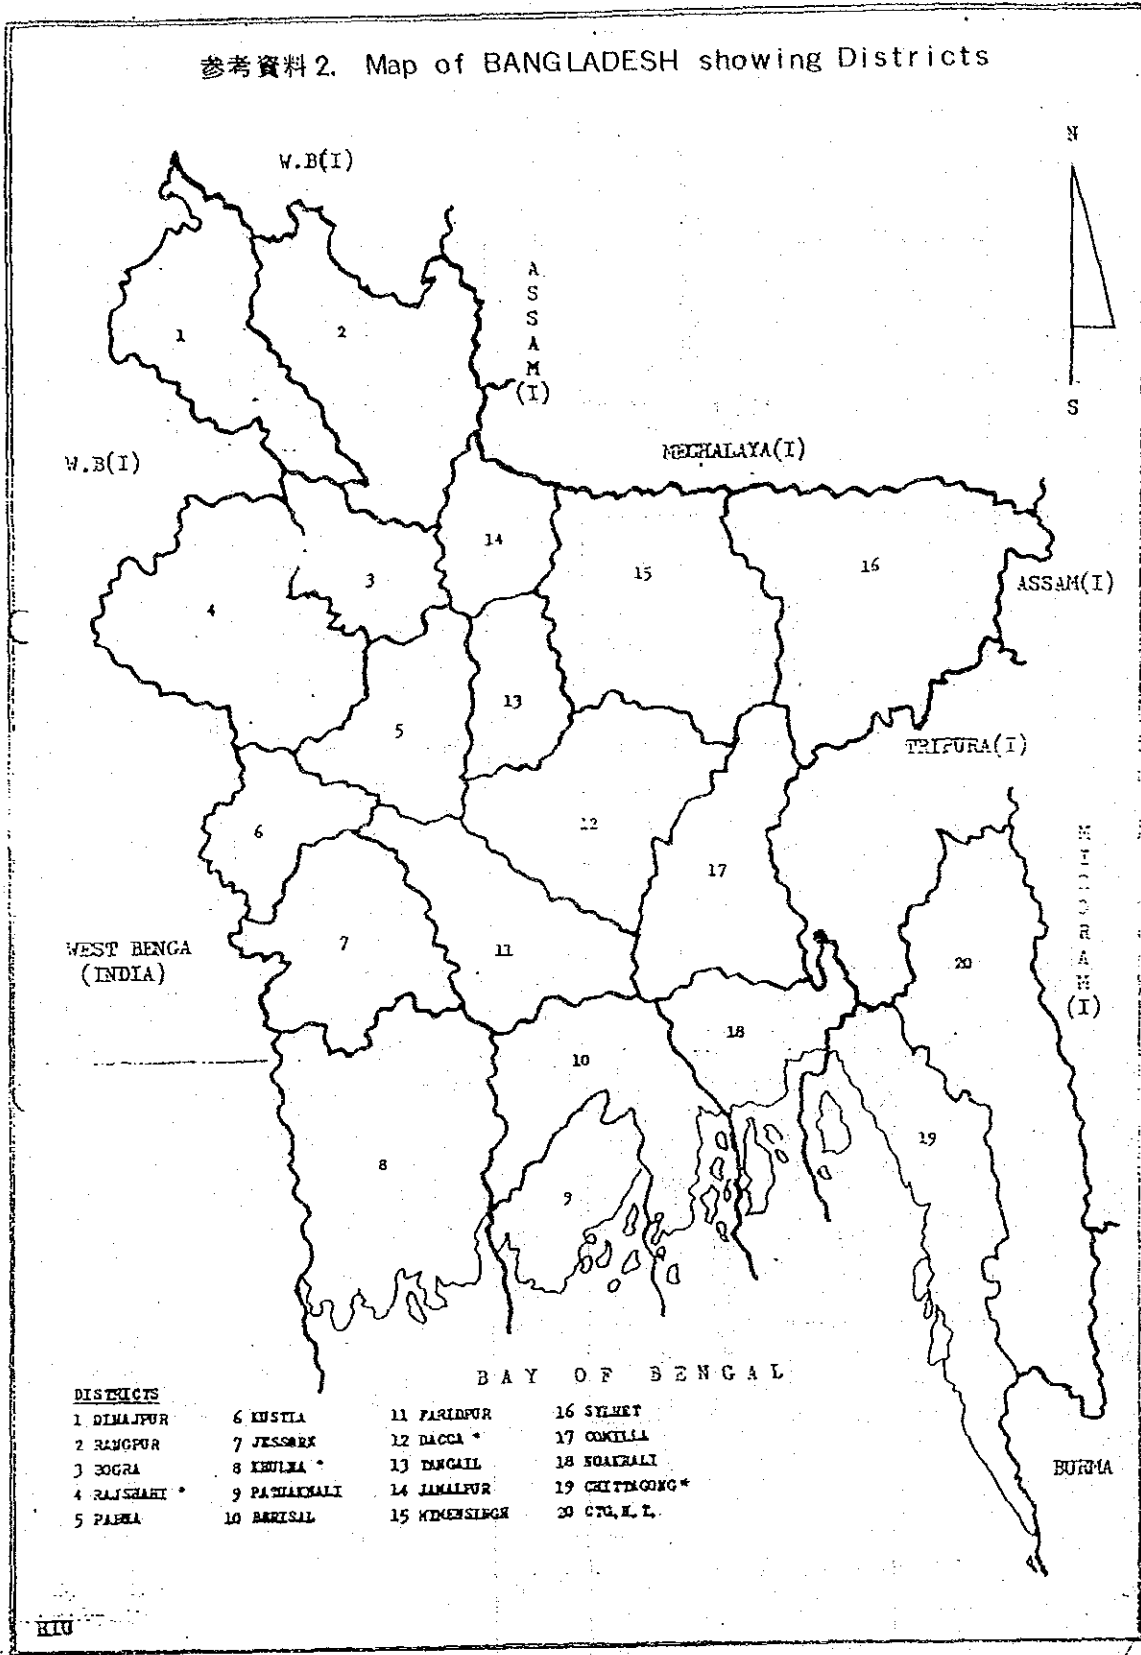 参考資料2. Map of BANGLADESH showing Districts
N
S
W.B(I)
ASSAM
(I)
W.B(I)
MEGHALAYA(I)
ASSAM(I)
TRIPURA(I)
MIZORAM
(I)
WEST BENGA
(INDIA)
1
2
3
4
5
6
7
8
9
10
11
12
13
14
15
16
17
18
19
20
BAY OF BENGAL
BURMA
DISTRICTS
1 DINAJPUR
2 RANGPUR
3 BOGRA
4 RAJSHAHI *
5 PABNA
6 KUSTIA
7 JESSORE
8 KHULNA *
9 PATUAKHALI
10 BARISAL
11 FARIDPUR
12 DACCA *
13 TANGAIL
14 JAMALPUR
15 MYMENSINGH
16 SYLHET
17 COMILLA
18 NOAKHALI
19 CHITTAGONG *
20 CTG. H. T.